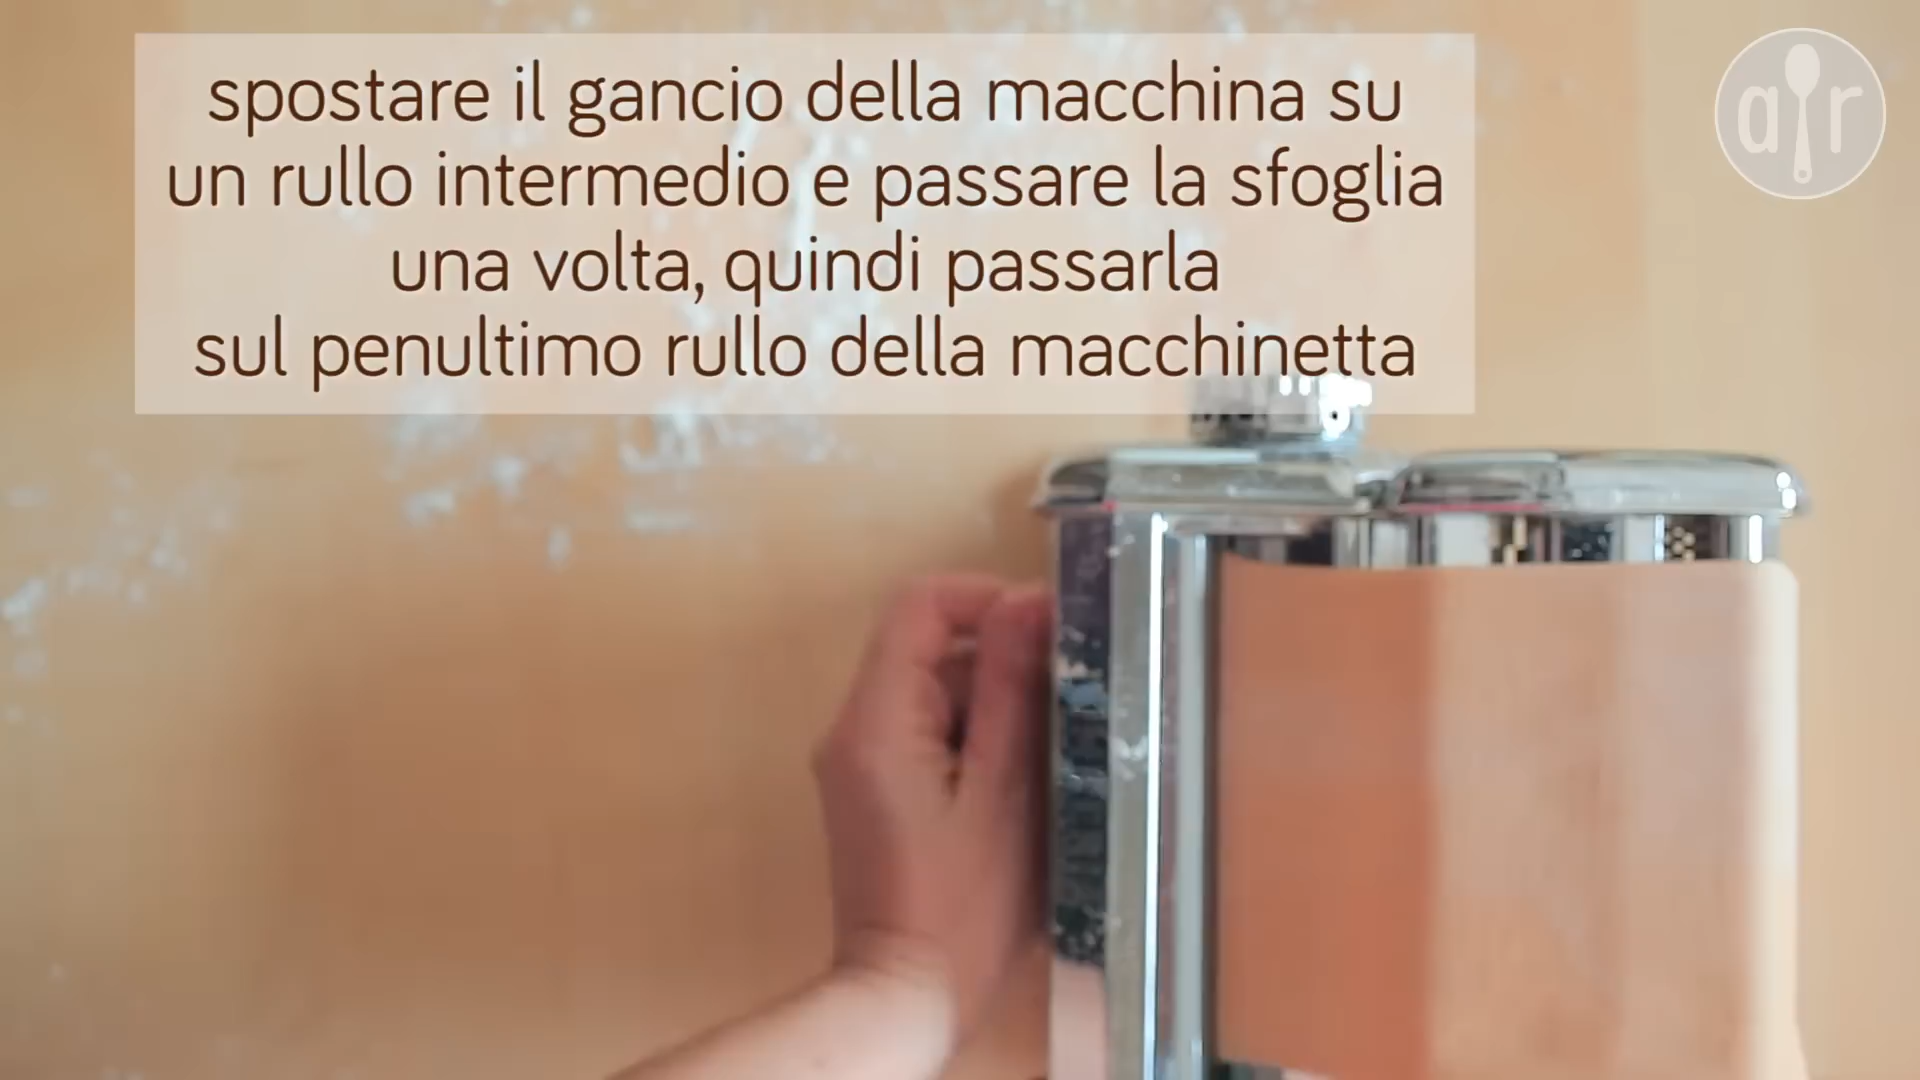 spostare il gancio della macchina su
un rullo intermedio e passare la sfoglia
una volta, quindi passarla
sul penultimo rullo della macchinetta
air